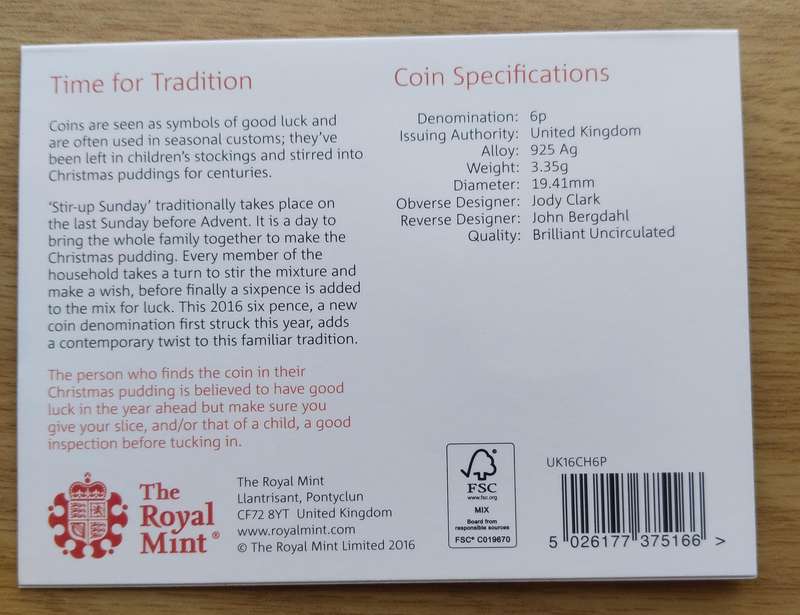 Time for Tradition
Coins are seen as symbols of good luck and
are often used in seasonal customs; they've
been left in children's stockings and stirred into
Christmas puddings for centuries.
'Stir-up Sunday' traditionally takes place on
the last Sunday before Advent. It is a day to
bring the whole family together to make the
Christmas pudding. Every member of the
household takes a turn to stir the mixture and
make a wish, before finally a sixpence is added
to the mix for luck. This 2016 six pence, a new
coin denomination first struck this year, adds
a contemporary twist to this familiar tradition.
The person who finds the coin in their
Christmas pudding is believed to have good
luck in the year ahead but make sure you
give your slice, and/or that of a child, a good
inspection before tucking in.
Coin Specifications
Denomination: 6p
Issuing Authority: United Kingdom
Alloy: 925 Ag
Weight: 3.35g
Diameter: 19.41mm
Obverse Designer: Jody Clark
Reverse Designer: John Bergdahl
Quality: Brilliant Uncirculated
The
Royal
Mint®
The Royal Mint
Llantrisant, Pontyclun
CF72 8YT United Kingdom
www.royalmint.com
© The Royal Mint Limited 2016
FSC
www.fsc.org
MIX
Board from
responsible sources
FSC® C019670
UK16CH6P
5 026177 375166 >